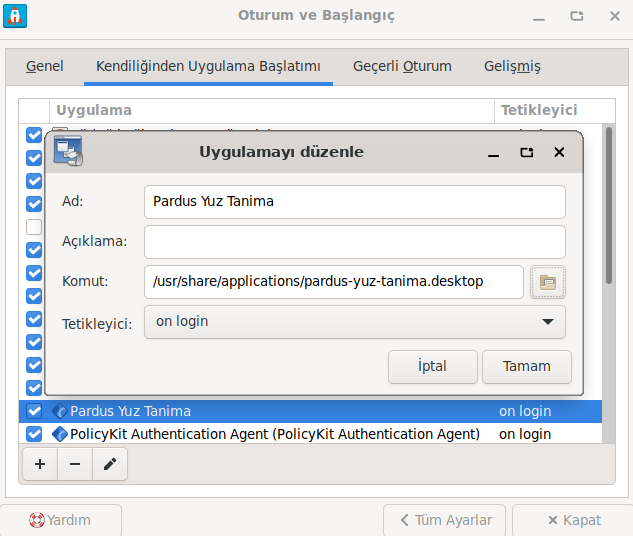 Oturum ve Başlangıç
Genel
Kendiliğinden Uygulama Başlatımı
Geçerli Oturum
Gelişmiş
Uygulama
Tetikleyici
Uygulamayı düzenle
Ad:
Pardus Yuz Tanima
Açıklama:
Komut:
/usr/share/applications/pardus-yuz-tanima.desktop
Tetikleyici:
on login
İptal
Tamam
Pardus Yuz Tanima
on login
PolicyKit Authentication Agent (PolicyKit Authentication Agent)
on login
Yardım
Tüm Ayarlar
Kapat